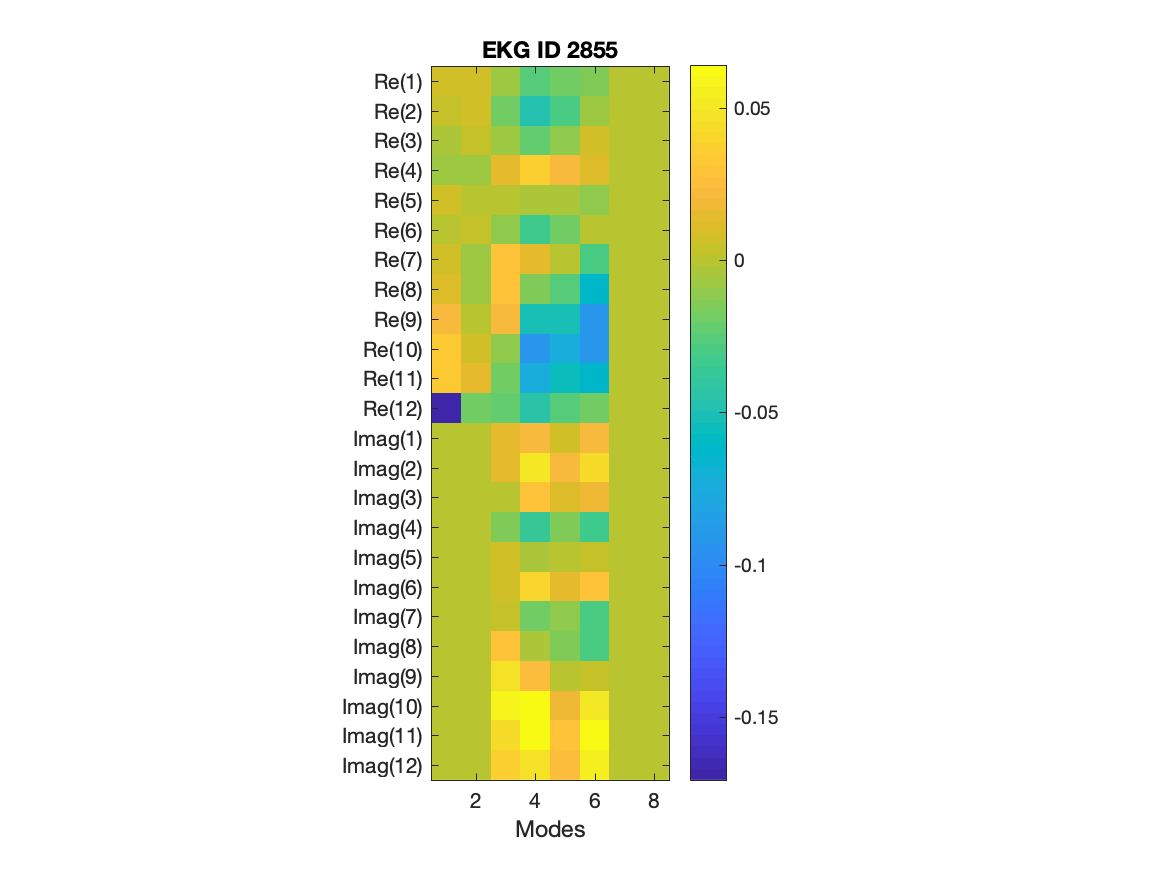 EKG ID 2855
Re(1)
Re(2)
Re(3)
Re(4)
Re(5)
Re(6)
Re(7)
Re(8)
Re(9)
Re(10)
Re(11)
Re(12)
Imag(1)
Imag(2)
Imag(3)
Imag(4)
Imag(5)
Imag(6)
Imag(7)
Imag(8)
Imag(9)
Imag(10)
Imag(11)
Imag(12)
2 4 6 8
Modes
0.05
0
-0.05
-0.1
-0.15